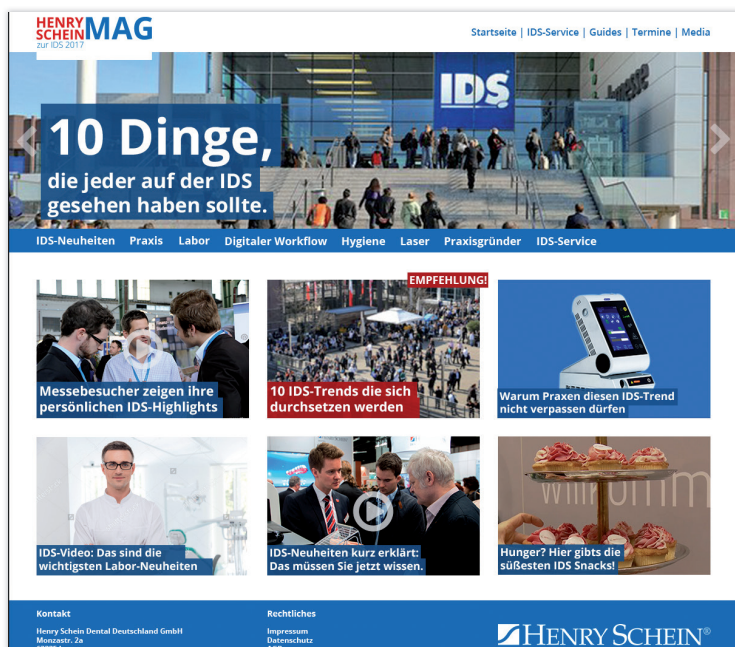 HENRY
SCHEIN MAG
zur IDS 2017
Startseite | IDS-Service | Guides | Termine | Media
IDS
10 Dinge,
die jeder auf der IDS
gesehen haben sollte.
IDS-Neuheiten Praxis Labor Digitaler Workflow Hygiene Laser Praxisgründer IDS-Service
Messebesucher zeigen ihre
persönlichen IDS-Highlights
EMPFEHLUNG!
10 IDS-Trends die sich
durchsetzen werden
Warum Praxen diesen IDS-Trend
nicht verpassen dürfen
IDS-Video: Das sind die
wichtigsten Labor-Neuheiten
IDS-Neuheiten kurz erklärt:
Das müssen Sie jetzt wissen.
Hunger? Hier gibts die
süßesten IDS Snacks!
Kontakt
Henry Schein Dental Deutschland GmbH
Monzastr. 2a
Rechtliches
Impressum
Datenschutz
HENRY SCHEIN®